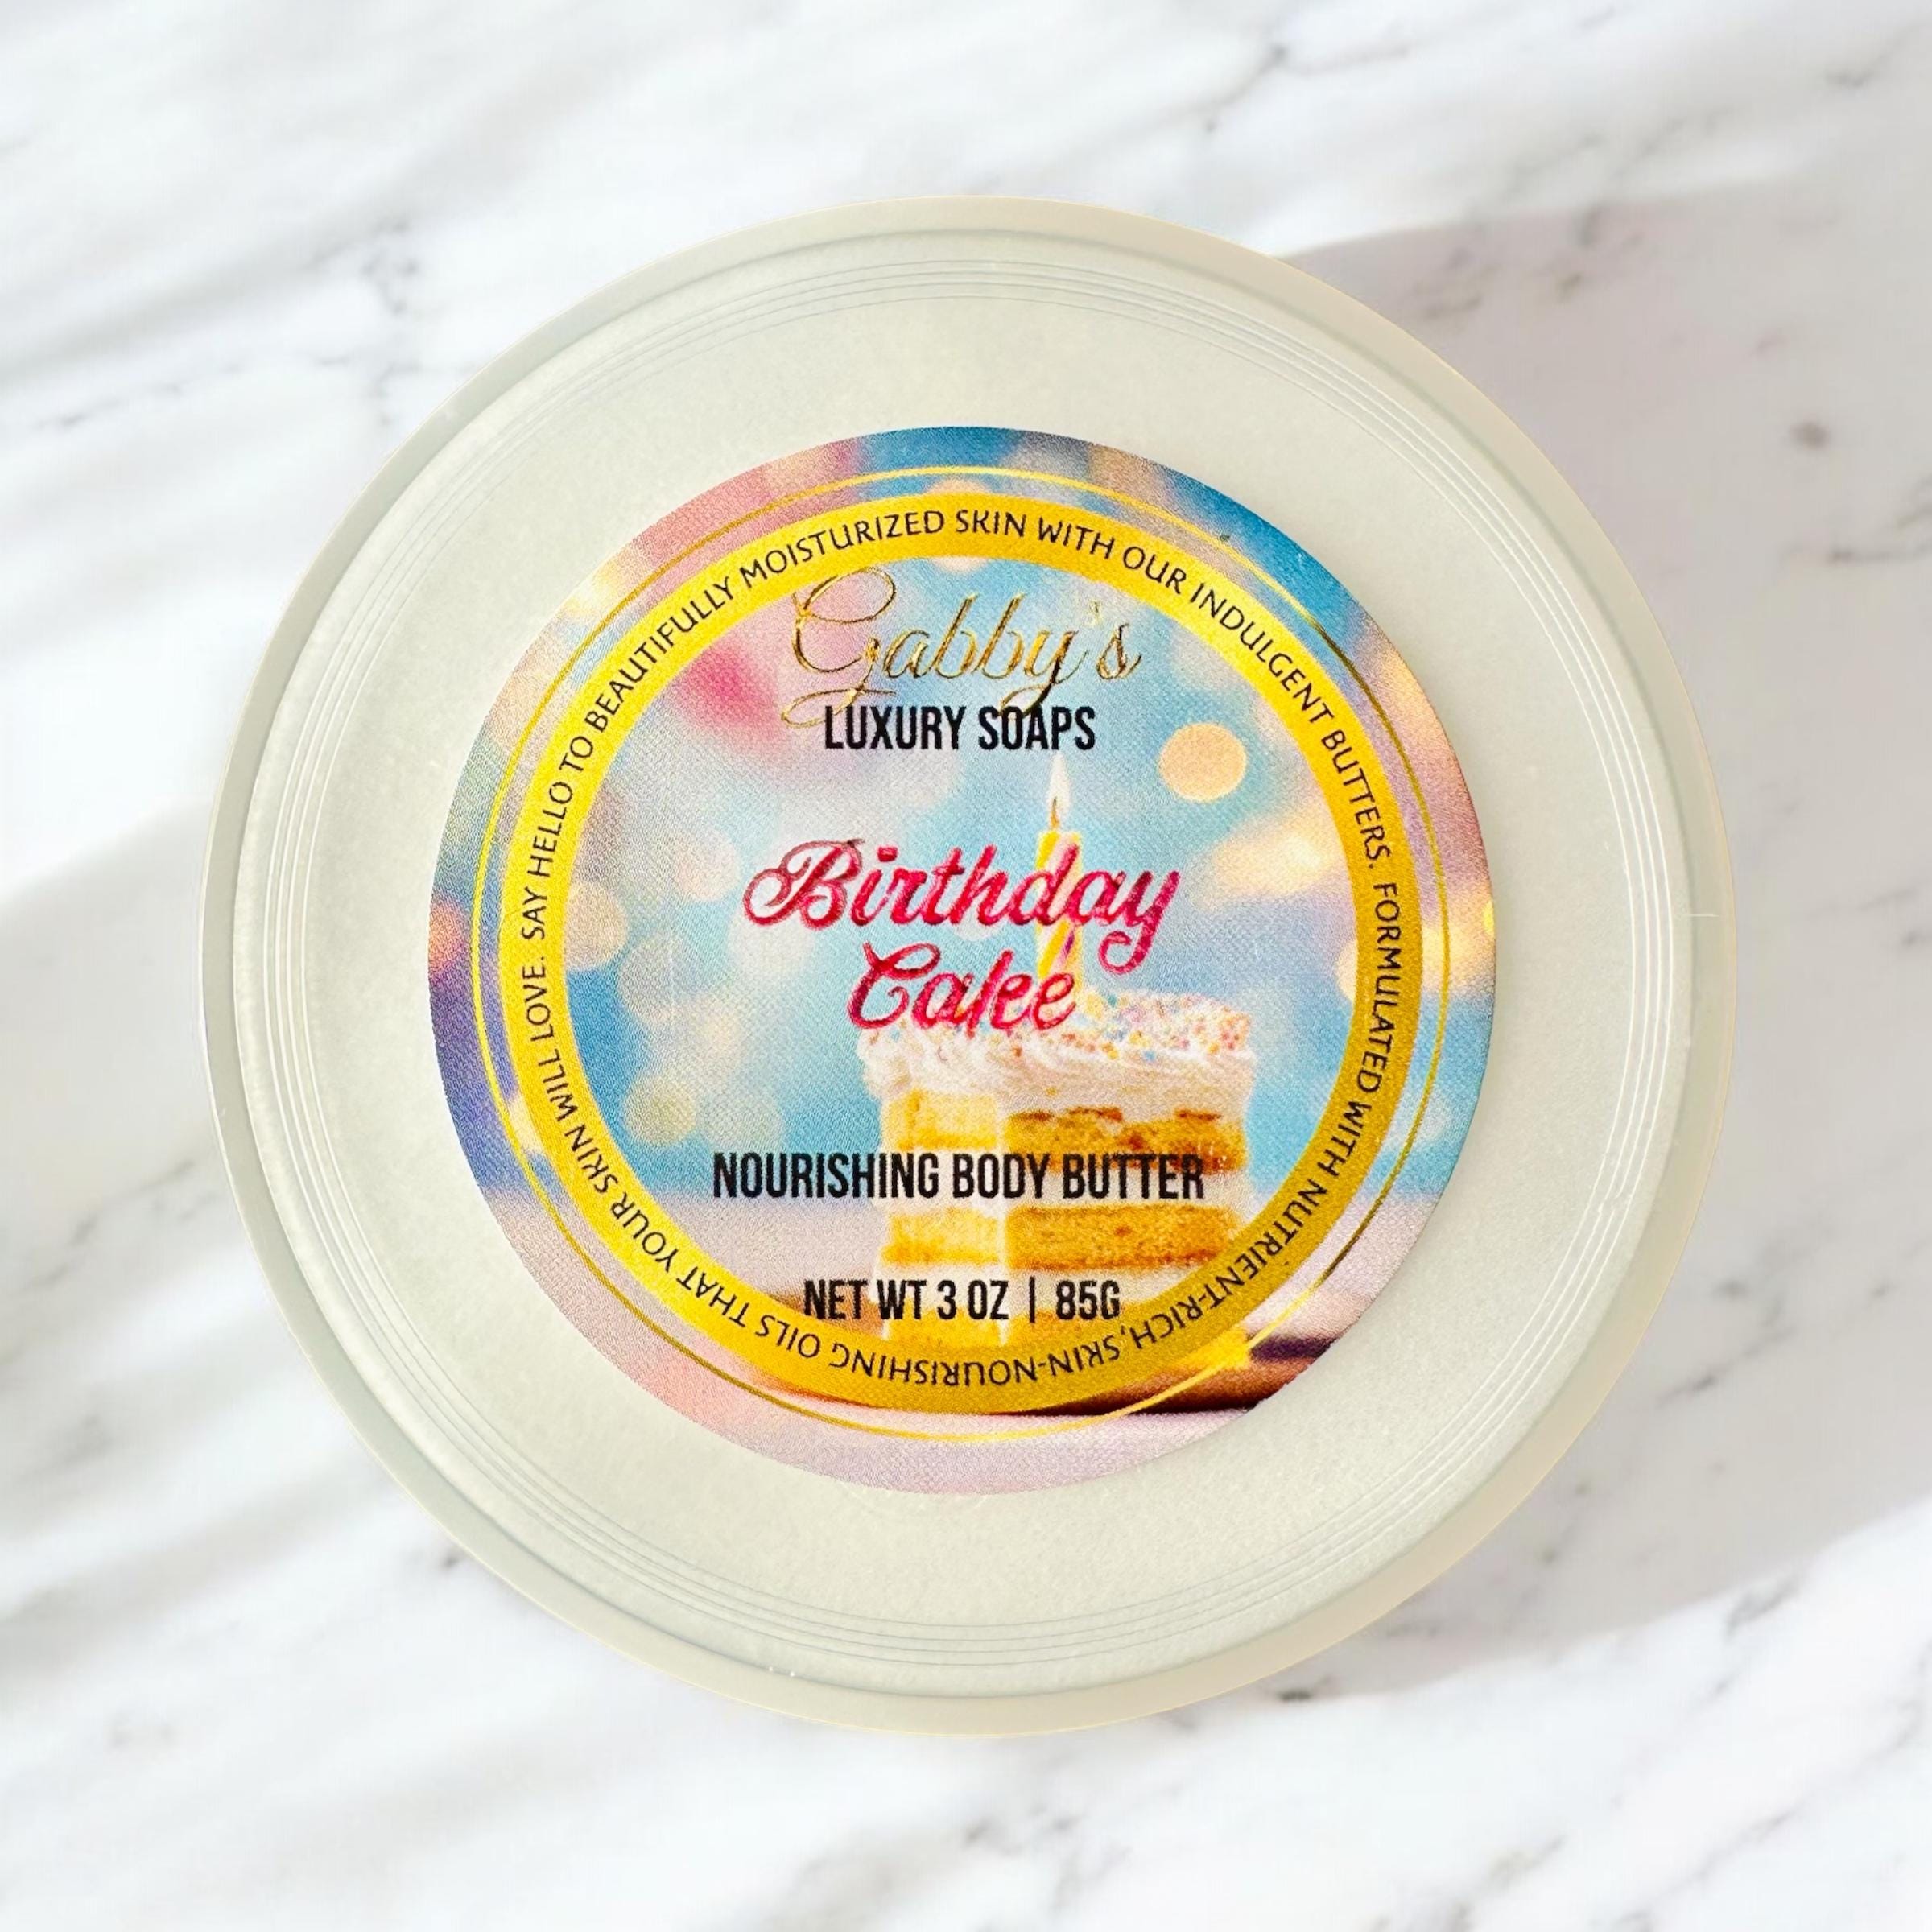 Gabby's
LUXURY SOAPS
Birthday
Cake
NOURISHING BODY BUTTER
NET WT 3 OZ | 85G
SAY HELLO TO BEAUTIFULLY MOISTURIZED SKIN WITH OUR INDULGENT BUTTERS. FORMULATED WITH NUTRIENT-RICH, SKIN-NOURISHING OILS THAT YOUR SKIN WILL LOVE.